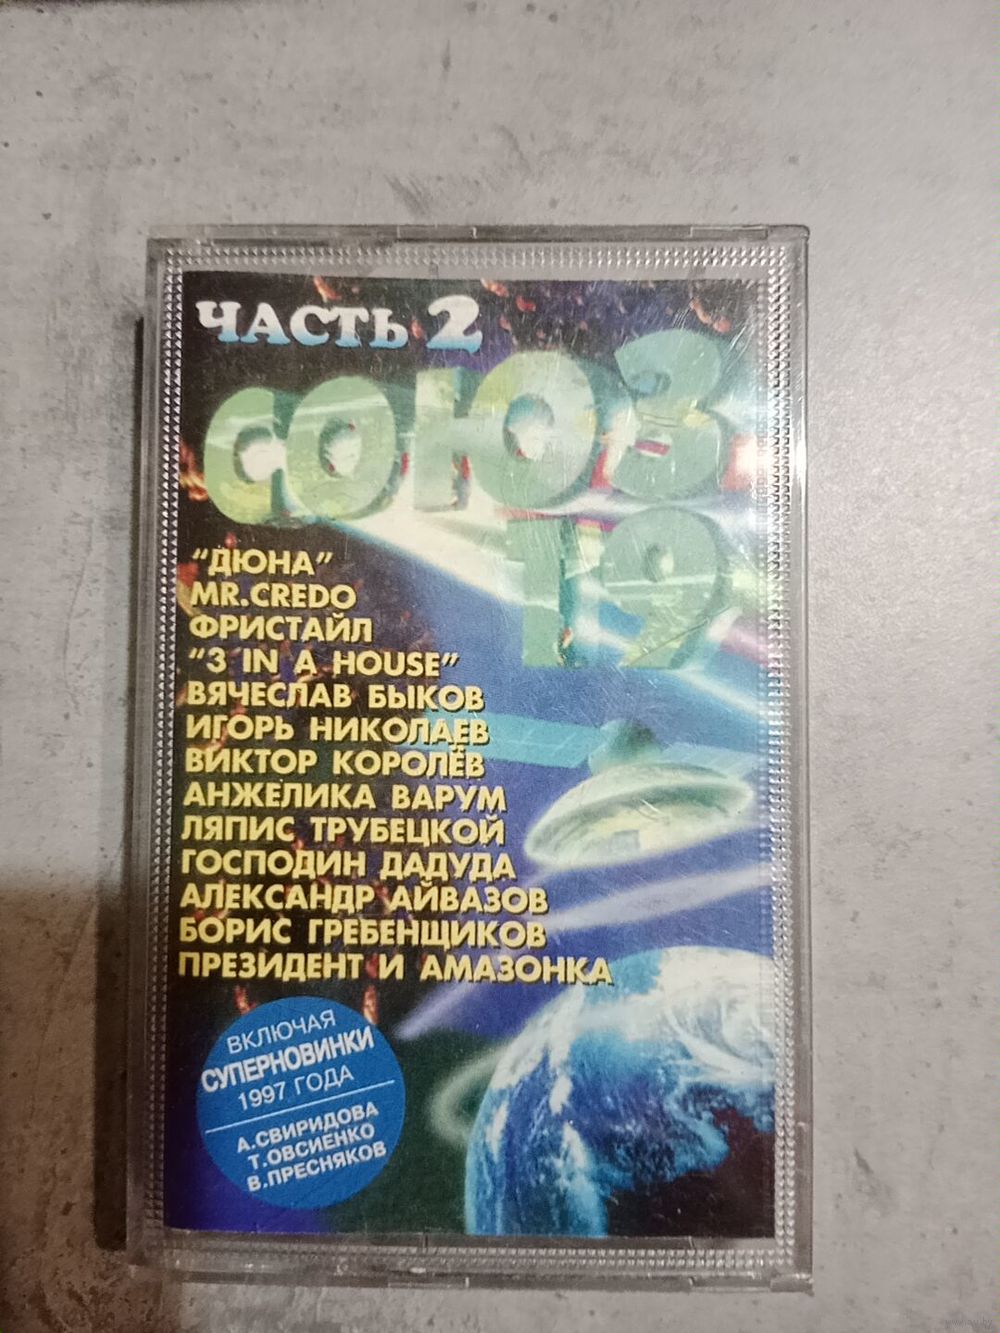 ЧАСТЬ 2
СОЮЗ
19
"ДЮНА"
MR.CREDO
ФРИСТАЙЛ
"3 IN A HOUSE"
ВЯЧЕСЛАВ БЫКОВ
ИГОРЬ НИКОЛАЕВ
ВИКТОР КОРОЛЁВ
АНЖЕЛИКА ВАРУМ
ЛЯПИС ТРУБЕЦКОЙ
ГОСПОДИН ДАДУДА
АЛЕКСАНДР АЙВАЗОВ
БОРИС ГРЕБЕНЩИКОВ
ПРЕЗИДЕНТ И АМАЗОНКА
ВКЛЮЧАЯ
СУПЕРНОВИНКИ
1997 ГОДА
А.СВИРИДОВА
Т.ОВСИЕНКО
В.ПРЕСНЯКОВ